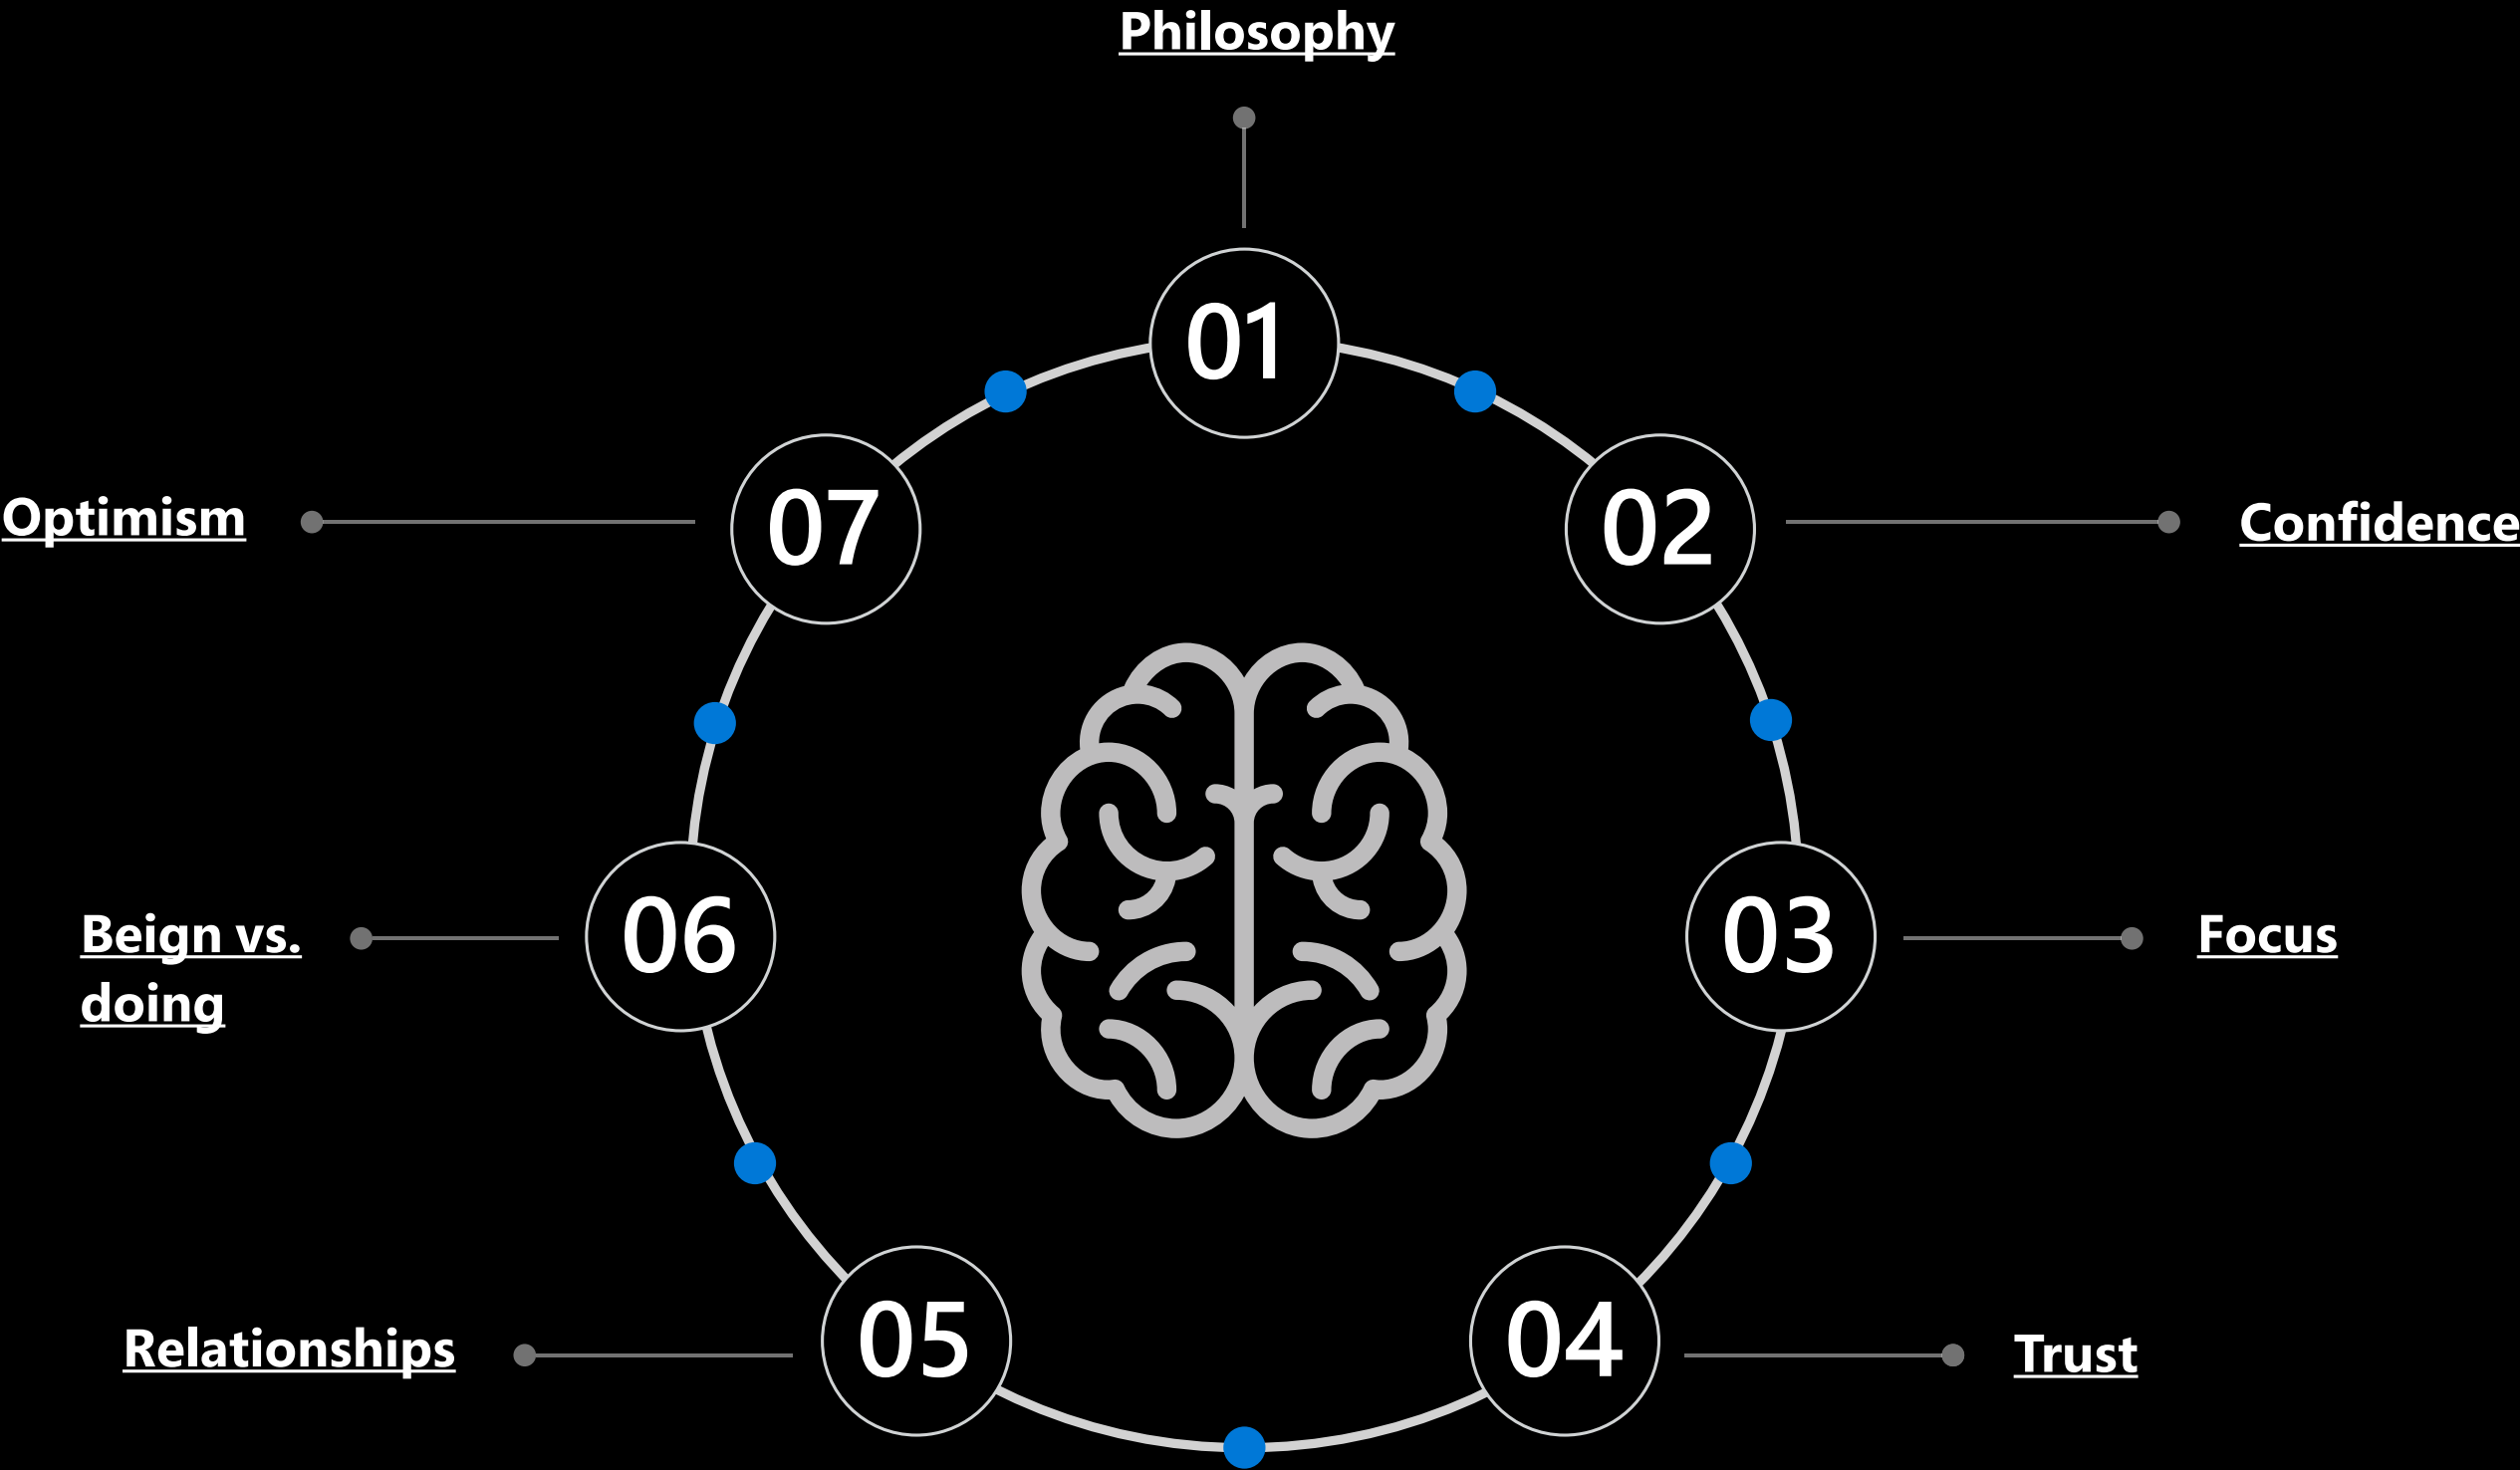 Philosophy
01
07
02
Optimism
Confidence
06
03
Beign vs.
doing
Focus
05
04
Relationships
Trust